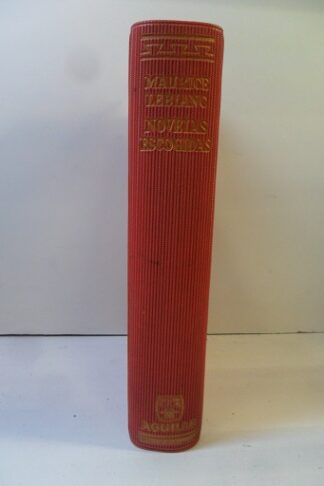 MAURICE
LEBLANC
NOVELAS
ESCOGIDAS
AGUILAR